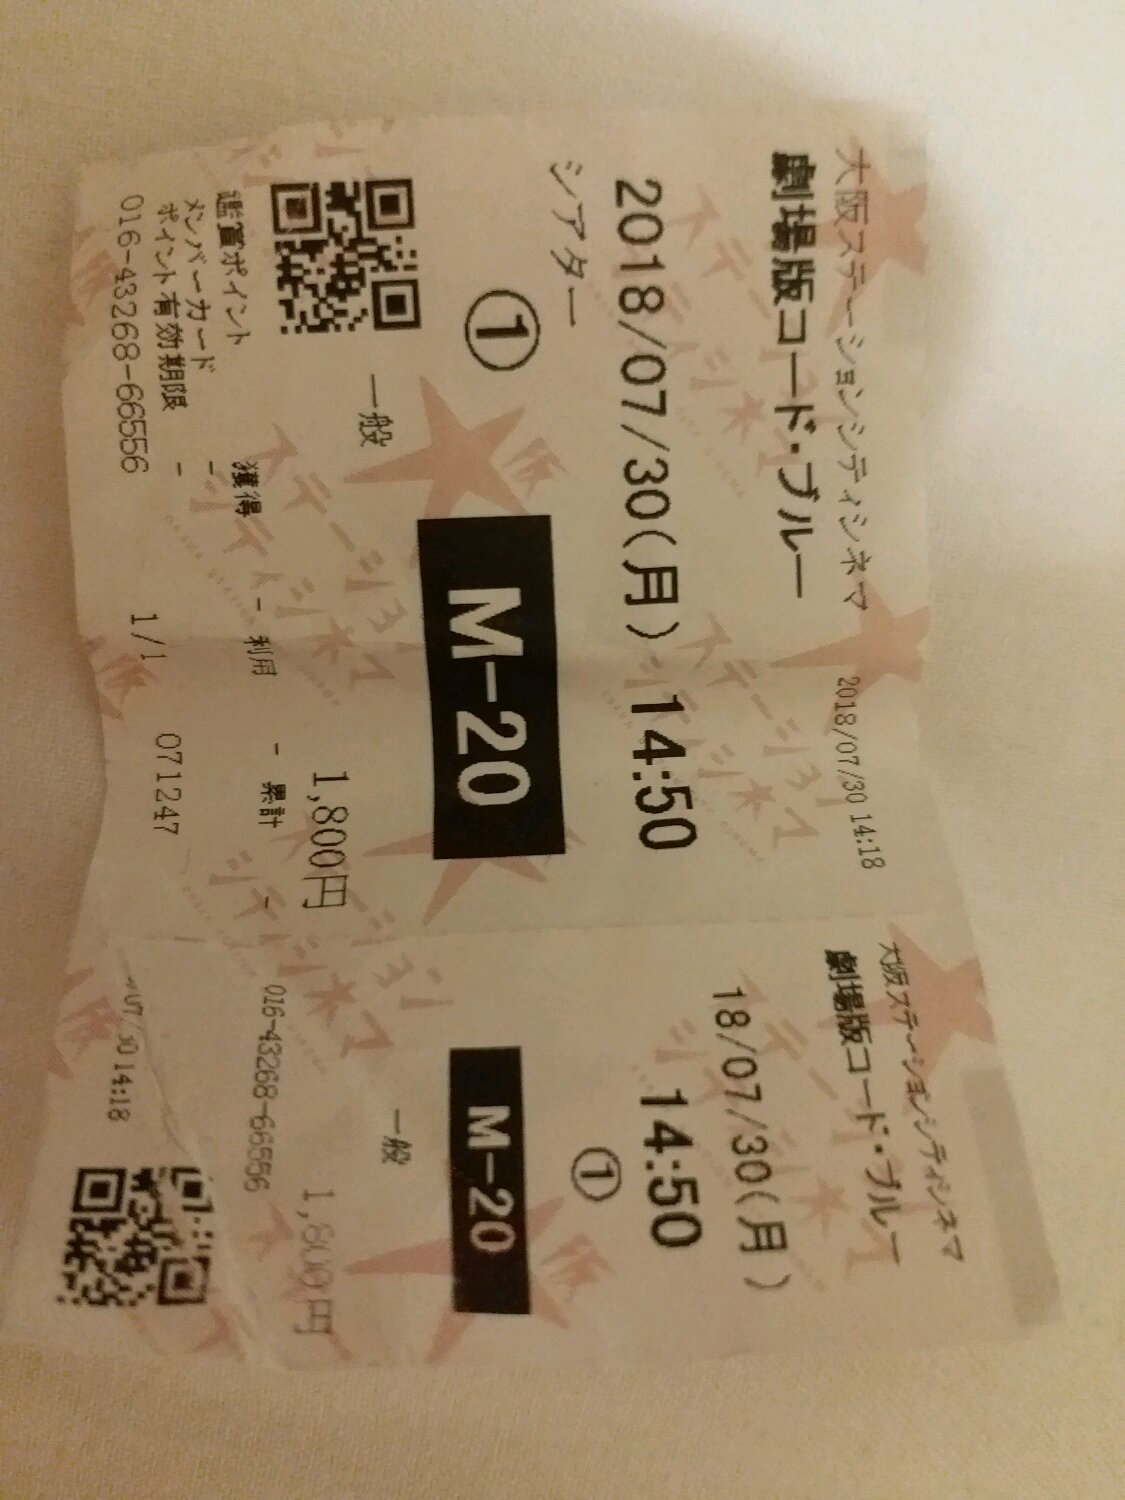 大阪ステーションシティシネマ 2018/07/30 14:18
劇場版コード・ブルー
2018/07/30(月) 14:50
シアター ① M-20
一般 1,800円
鑑賞ポイント 獲得 - 利用 - 累計 -
メンバーカード -
ポイント有効期限 -
016-43268-66556 1/1 071247
大阪ステーションシティシネマ
劇場版コード・ブルー
18/07/30(月)
14:50
①
M-20
一般
1,800円
016-43268-66556
07/30 14:18